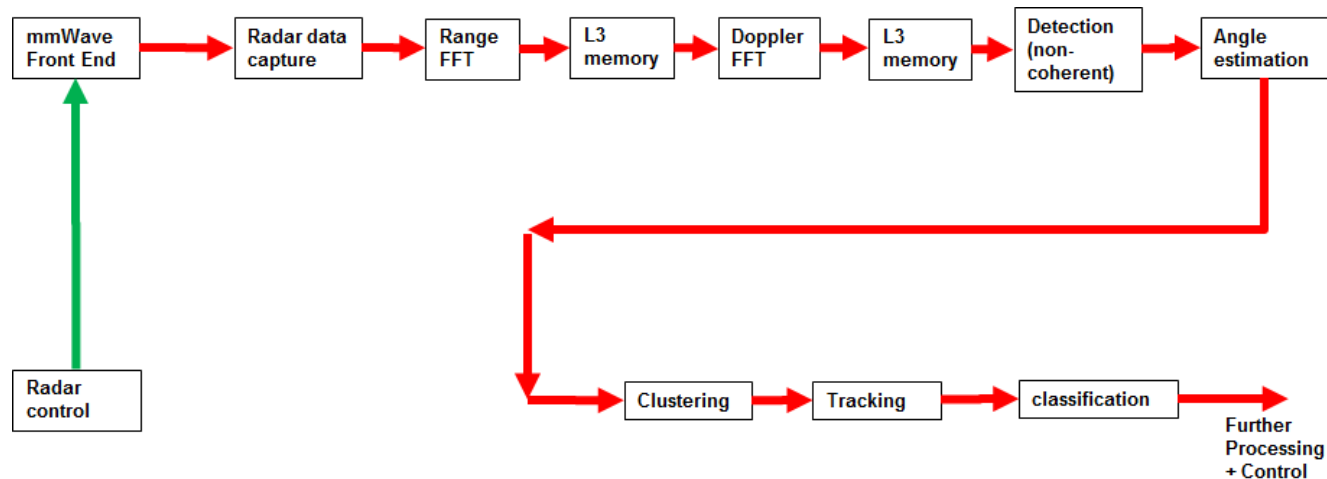 mmWave
Front End
Radar data
capture
Range
FFT
L3
memory
Doppler
FFT
L3
memory
Detection
(non-
coherent)
Angle
estimation
Radar
control
Clustering
Tracking
classification
Further
Processing
+ Control